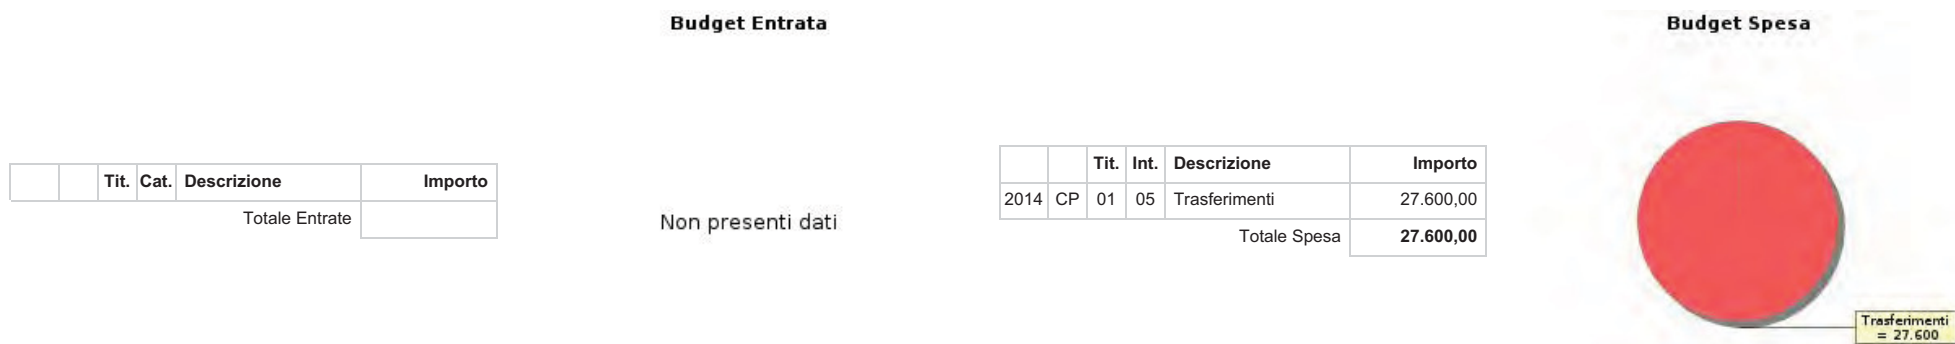 Budget Entrata
Budget Spesa
Tit. Cat. Descrizione Importo
Totale Entrate
Non presenti dati
Tit. Int. Descrizione Importo
2014 CP 01 05 Trasferimenti 27.600,00
Totale Spesa 27.600,00
Trasferimenti
= 27.600